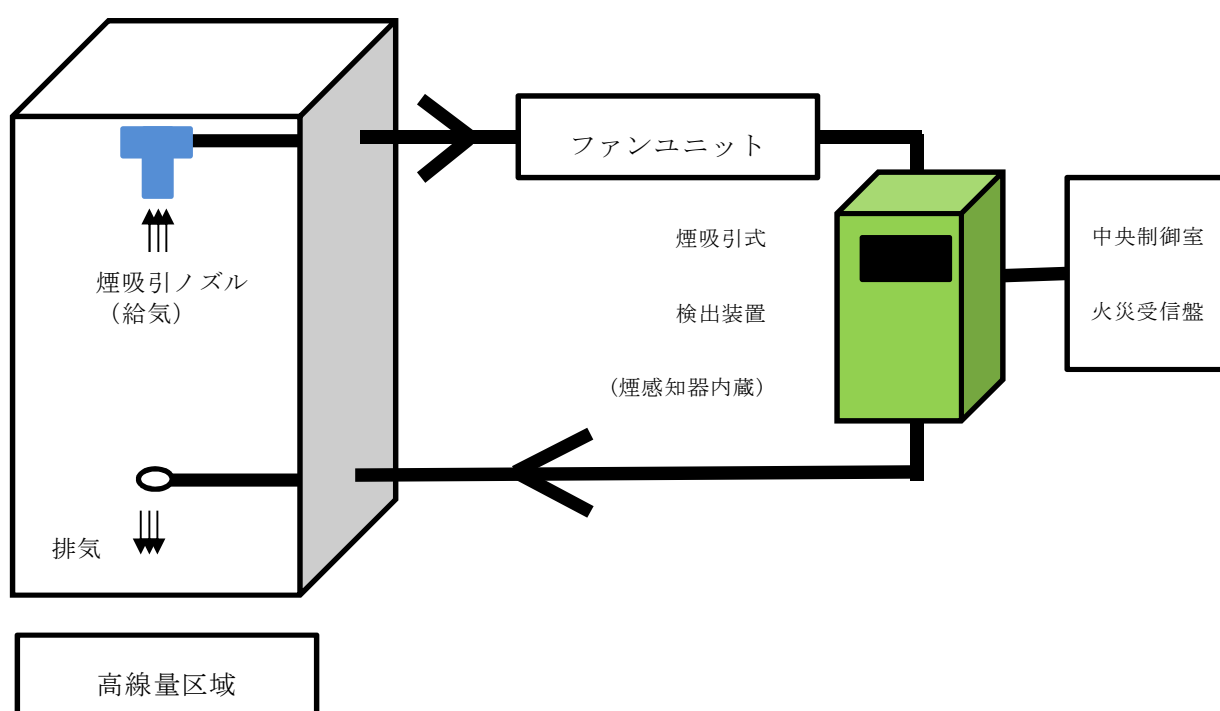 ファンユニット
煙吸引ノズル
（給気）
煙吸引式
検出装置
（煙感知器内蔵）
中央制御室
火災受信盤
排気
高線量区域